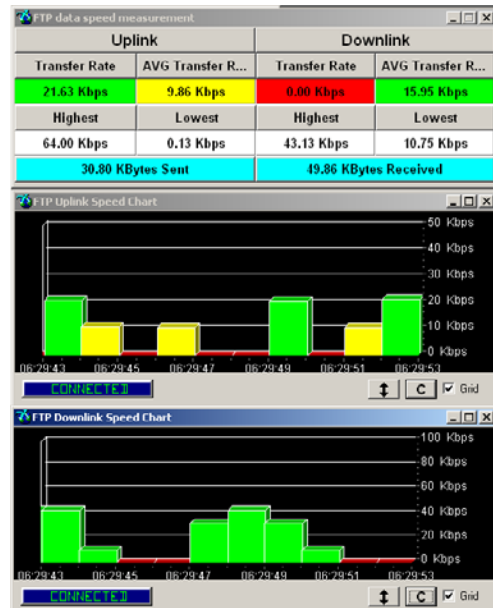 FTP data speed measurement
Uplink Downlink
Transfer Rate AVG Transfer R... Transfer Rate AVG Transfer R...
21.63 Kbps 9.86 Kbps 0.00 Kbps 15.95 Kbps
Highest Lowest Highest Lowest
64.00 Kbps 0.13 Kbps 43.13 Kbps 10.75 Kbps
30.80 KBytes Sent 49.86 KBytes Received
FTP Uplink Speed Chart
50 Kbps
40 Kbps
30 Kbps
20 Kbps
10 Kbps
0 Kbps
06:29:43 06:29:45 06:29:47 06:29:49 06:29:51 06:29:53
CONNECTED C Grid
FTP Downlink Speed Chart
100 Kbps
80 Kbps
60 Kbps
40 Kbps
20 Kbps
0 Kbps
06:29:43 06:29:45 06:29:47 06:29:49 06:29:51 06:29:53
CONNECTED C Grid